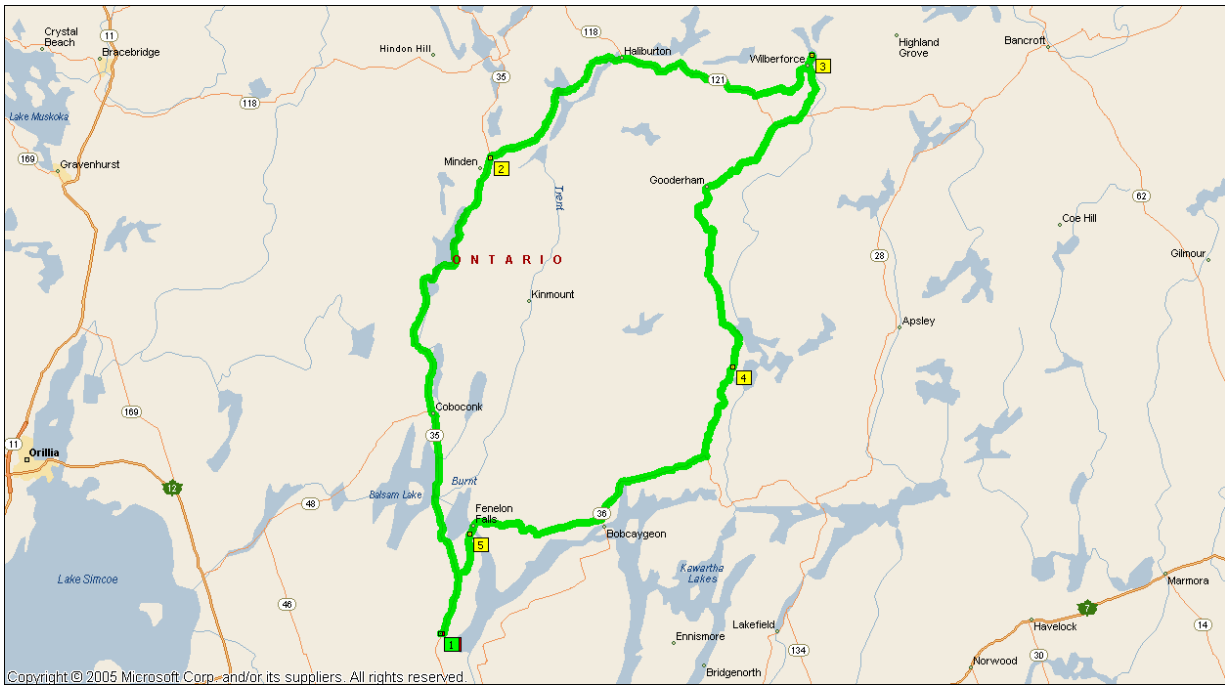 Crystal
Beach
11
Bracebridge
Hindon Hill
118
Haliburton
Highland
Grove
Bancroft
Wilberforce
3
35
121
118
Lake Muskoka
169
Gravenhurst
Minden
2
Trent
Gooderham
62
Coe Hill
ONTARIO
28
Gilmour
Kinmount
Apsley
4
169
Coboconk
35
11
Orillia
12
48
Balsam Lake
Burnt
Fenelon
Falls
5
36
Bobcaygeon
Lake Simcoe
Kawartha
Lakes
46
Marmora
7
1
Ennismore
Lakefield
Havelock
14
134
30
Bridgenorth
Norwood
Copyright © 2005 Microsoft Corp. and/or its suppliers. All rights reserved.